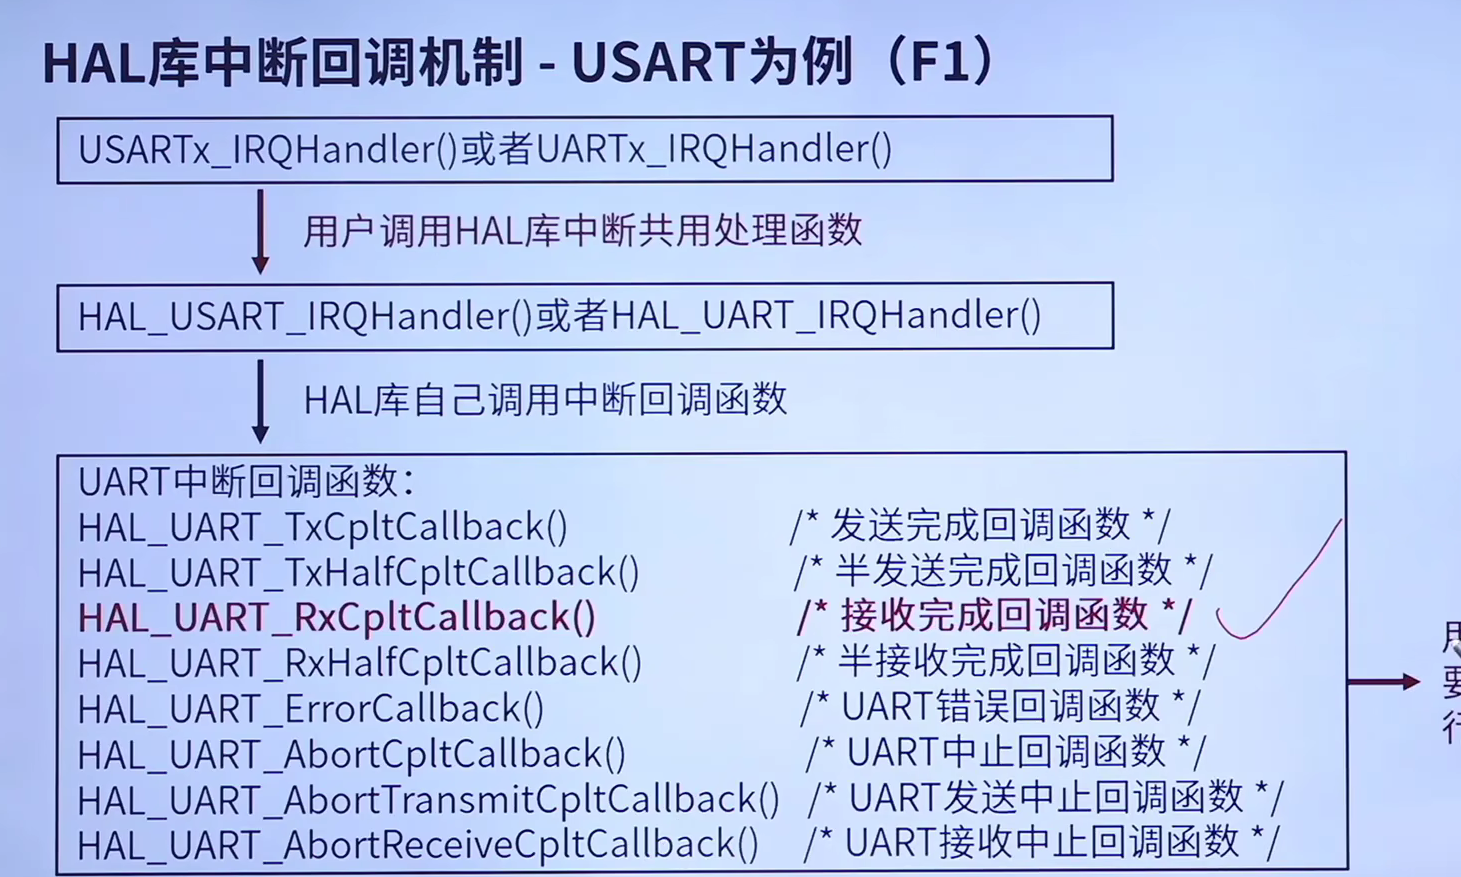 HAL库中断回调机制 - USART为例（F1）
USARTx_IRQHandler()或者UARTx_IRQHandler()
用户调用HAL库中断共用处理函数
HAL_USART_IRQHandler()或者HAL_UART_IRQHandler()
HAL库自己调用中断回调函数
UART中断回调函数：
HAL_UART_TxCpltCallback() /* 发送完成回调函数 */
HAL_UART_TxHalfCpltCallback() /* 半发送完成回调函数 */
HAL_UART_RxCpltCallback() /* 接收完成回调函数 */
HAL_UART_RxHalfCpltCallback() /* 半接收完成回调函数 */
HAL_UART_ErrorCallback() /* UART错误回调函数 */
HAL_UART_AbortCpltCallback() /* UART中止回调函数 */
HAL_UART_AbortTransmitCpltCallback() /* UART发送中止回调函数 */
HAL_UART_AbortReceiveCpltCallback() /* UART接收中止回调函数 */